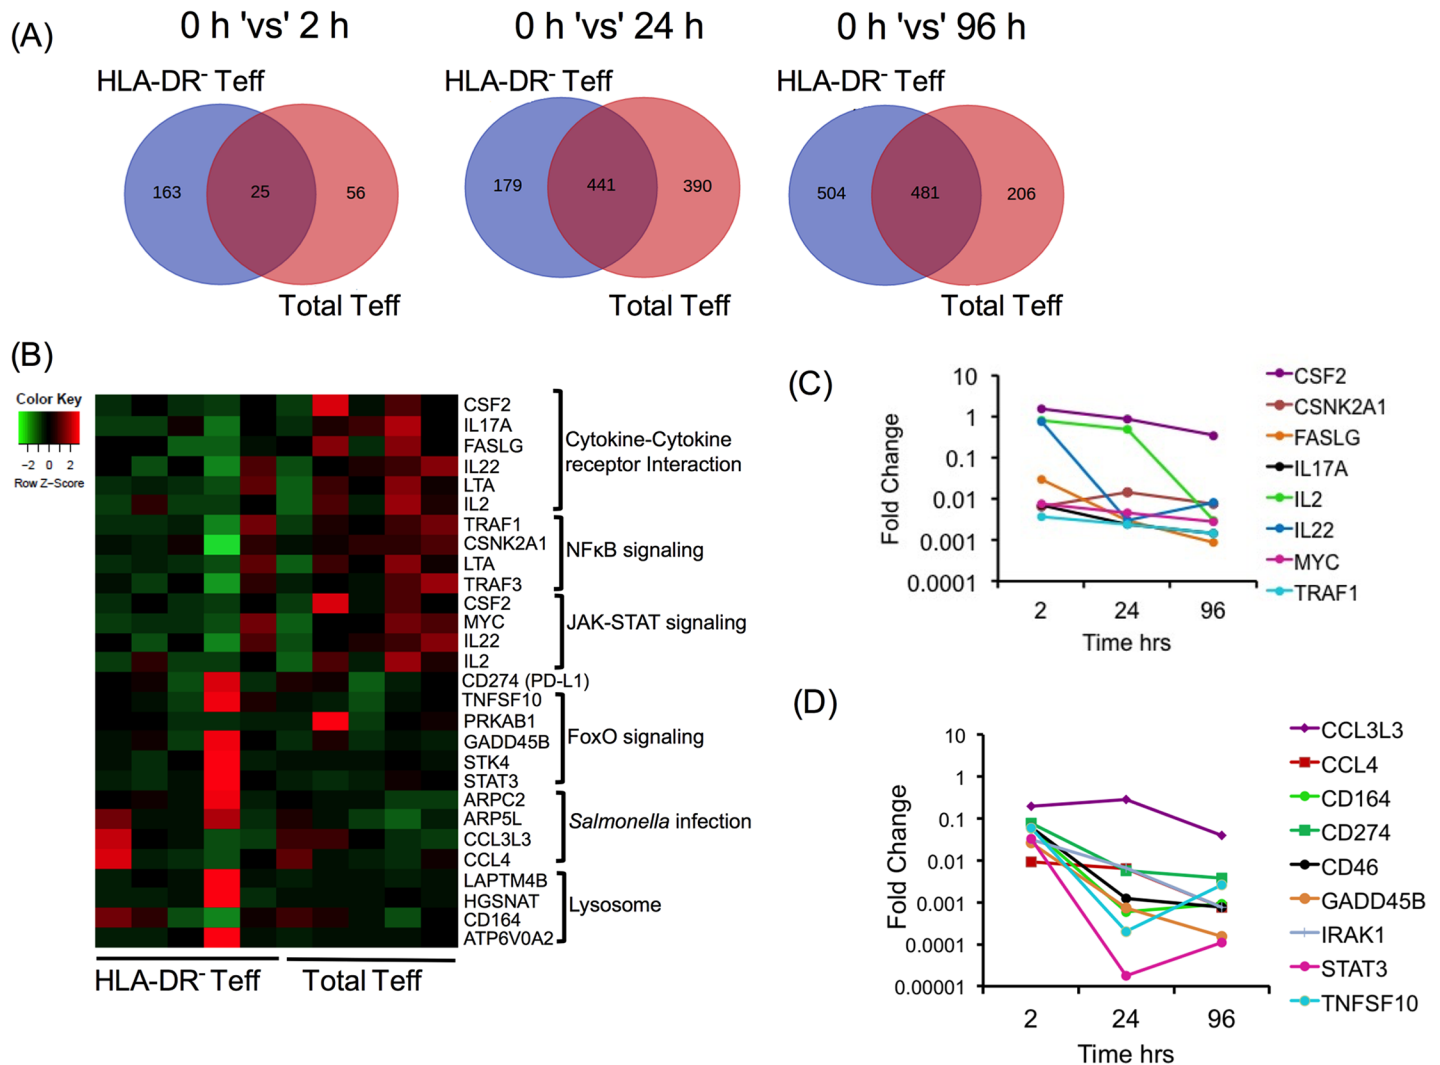 (A)
0 h 'vs' 2 h
0 h 'vs' 24 h
0 h 'vs' 96 h
HLA-DR⁻ Teff
HLA-DR⁻ Teff
HLA-DR⁻ Teff
163
25
56
179
441
390
504
481
206
Total Teff
Total Teff
Total Teff
(B)
Color Key
−2 0 2
Row Z-Score
CSF2
IL17A
FASLG
IL22
LTA
IL2
TRAF1
CSNK2A1
LTA
TRAF3
CSF2
MYC
IL22
IL2
CD274 (PD-L1)
TNFSF10
PRKAB1
GADD45B
STK4
STAT3
ARPC2
ARP5L
CCL3L3
CCL4
LAPTM4B
HGSNAT
CD164
ATP6V0A2
Cytokine-Cytokine
receptor Interaction
NFκB signaling
JAK-STAT signaling
FoxO signaling
Salmonella infection
Lysosome
HLA-DR⁻ Teff
Total Teff
(C)
Fold Change
10
1
0.1
0.01
0.001
0.0001
2
24
96
Time hrs
CSF2
CSNK2A1
FASLG
IL17A
IL2
IL22
MYC
TRAF1
(D)
Fold Change
10
1
0.1
0.01
0.001
0.0001
0.00001
2
24
96
Time hrs
CCL3L3
CCL4
CD164
CD274
CD46
GADD45B
IRAK1
STAT3
TNFSF10